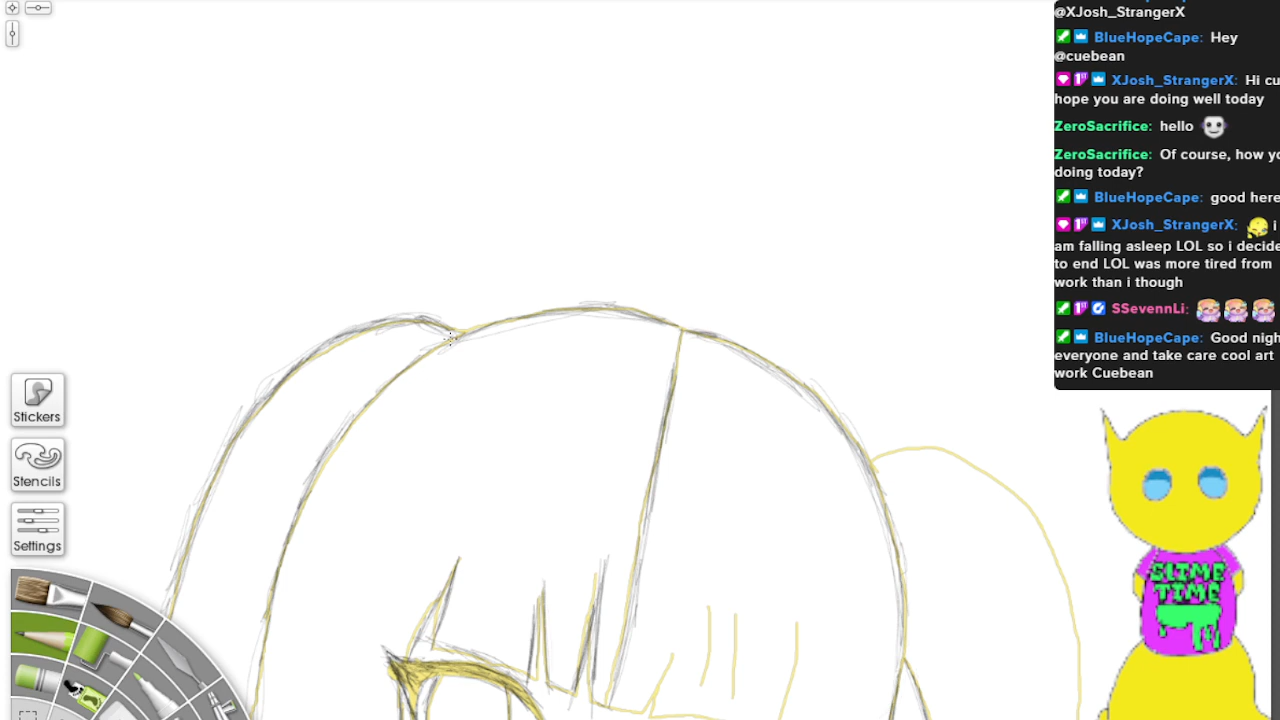 @XJosh_StrangerX
BlueHopeCape: Hey
@cuebean
XJosh_StrangerX: Hi cu
hope you are doing well today
ZeroSacrifice: hello
ZeroSacrifice: Of course, how yo
doing today?
BlueHopeCape: good here
XJosh_StrangerX: i
am falling asleep LOL so i decide
to end LOL was more tired from
work than i though
SSevennLi:
BlueHopeCape: Good nigh
everyone and take care cool art
work Cuebean
Stickers
Stencils
Settings
SLIME
TIME